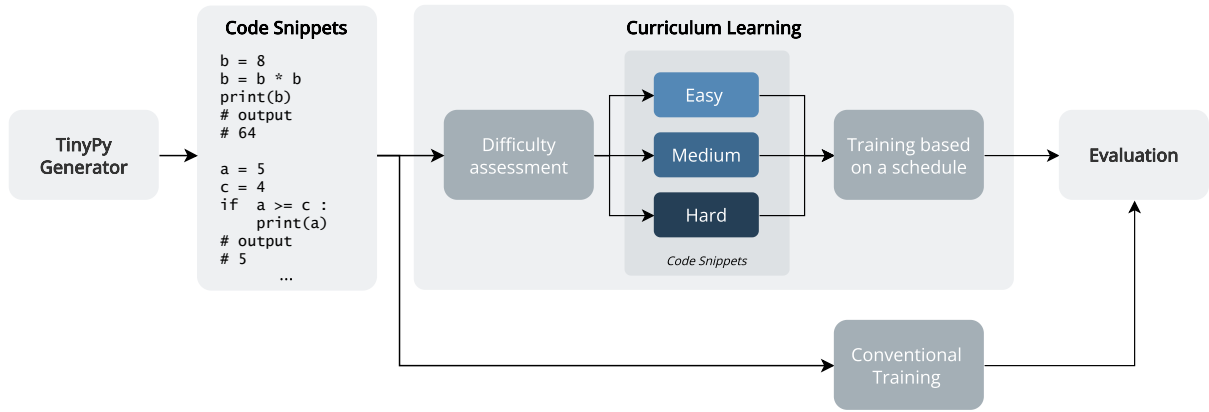 TinyPy
Generator
Code Snippets
b = 8
b = b * b
print(b)
# output
# 64
a = 5
c = 4
if  a >= c :
    print(a)
# output
# 5
...
Curriculum Learning
Difficulty
assessment
Easy
Medium
Hard
Code Snippets
Training based
on a schedule
Evaluation
Conventional
Training